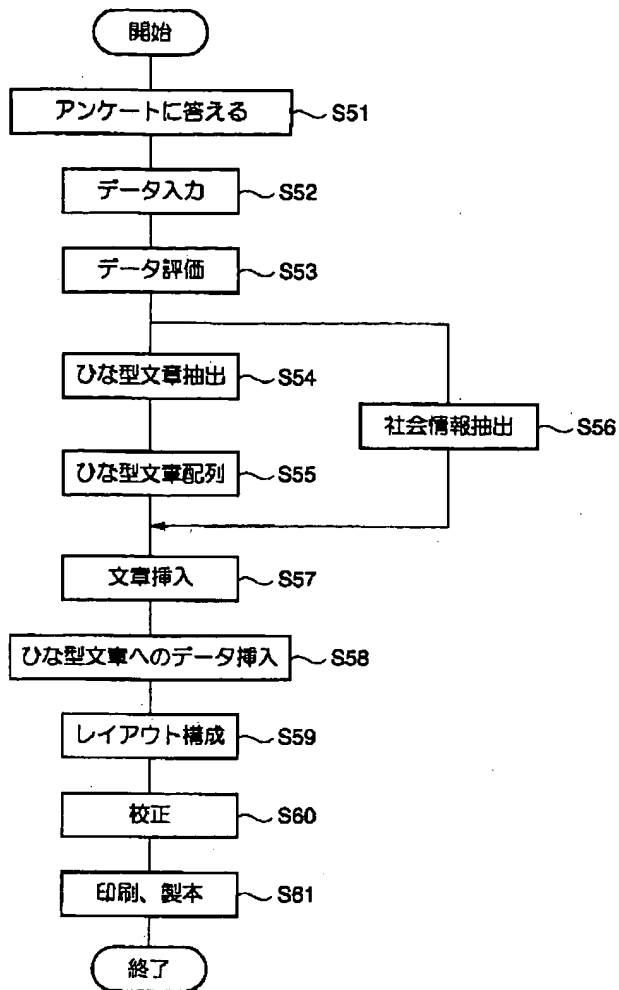 開始
アンケートに答える S51
データ入力 S52
データ評価 S53
ひな型文章抽出 S54
社会情報抽出 S56
ひな型文章配列 S55
文章挿入 S57
ひな型文章へのデータ挿入 S58
レイアウト構成 S59
校正 S60
印刷、製本 S61
終了